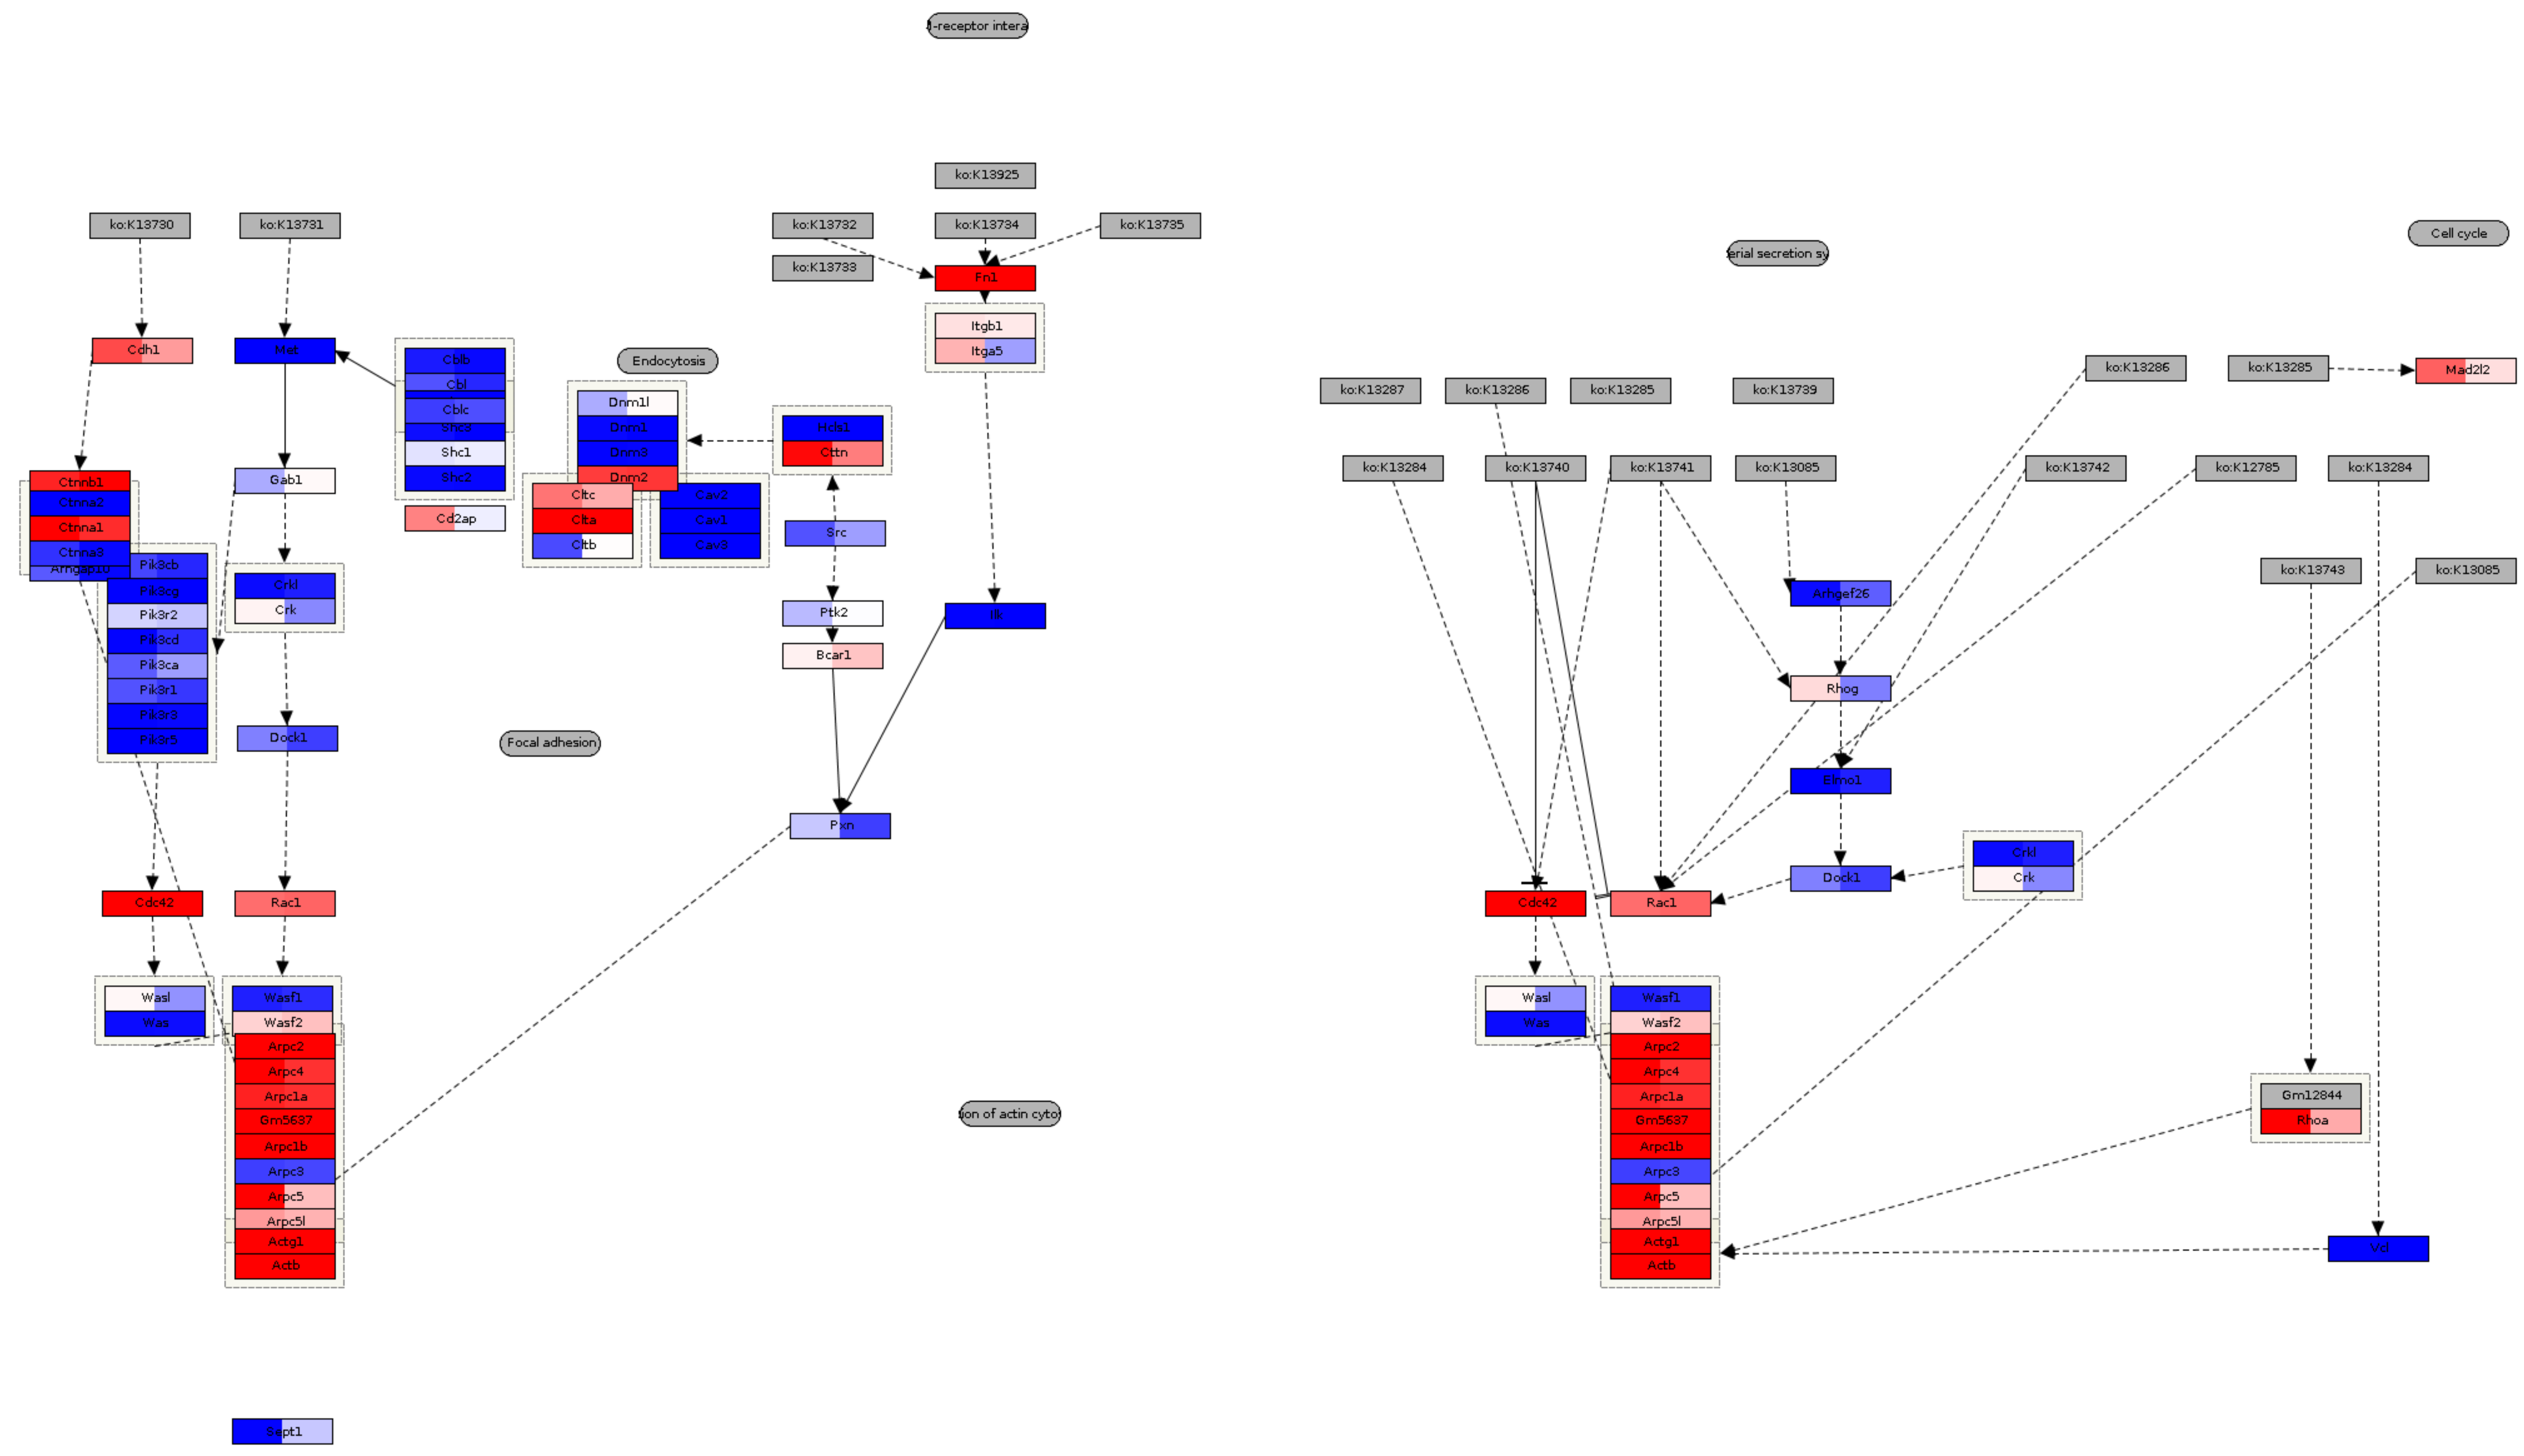 -receptor intera
ko:K13925
ko:K13730
ko:K13731
ko:K13732
ko:K13734
ko:K13735
ko:K13733
Fn1
Itgb1
Itga5
Cdh1
Met
Cblb
Cbl
Cblc
Shc3
Shc1
Shc2
Cd2ap
Endocytosis
Dnm1l
Dnm1
Dnm3
Dnm2
Cltc
Clta
Cltb
Cav2
Cav1
Cav3
Hcls1
Cttn
Src
Ptk2
Bcar1
Ilk
Ctnnb1
Ctnna2
Ctnna1
Ctnna3
Arhgap10
Gab1
Pik3cb
Pik3cg
Pik3r2
Pik3cd
Pik3ca
Pik3r1
Pik3r3
Pik3r5
Crkl
Crk
Dock1
Focal adhesion
Pxn
Cdc42
Rac1
Wasl
Was
Wasf1
Wasf2
Arpc2
Arpc4
Arpc1a
Gm5637
Arpc1b
Arpc3
Arpc5
Arpc5l
Actg1
Actb
ion of actin cyto
Sept1
erial secretion sy
Cell cycle
ko:K13287
ko:K13286
ko:K13285
ko:K13739
ko:K13286
ko:K13285
Mad2l2
ko:K13284
ko:K13740
ko:K13741
ko:K13085
ko:K13742
ko:K12785
ko:K13284
ko:K13743
ko:K13085
Arhgef26
Rhog
Elmo1
Dock1
Crkl
Crk
Cdc42
Rac1
Wasl
Was
Wasf1
Wasf2
Arpc2
Arpc4
Arpc1a
Gm5637
Arpc1b
Arpc3
Arpc5
Arpc5l
Actg1
Actb
Gm12844
Rhoa
Vcl